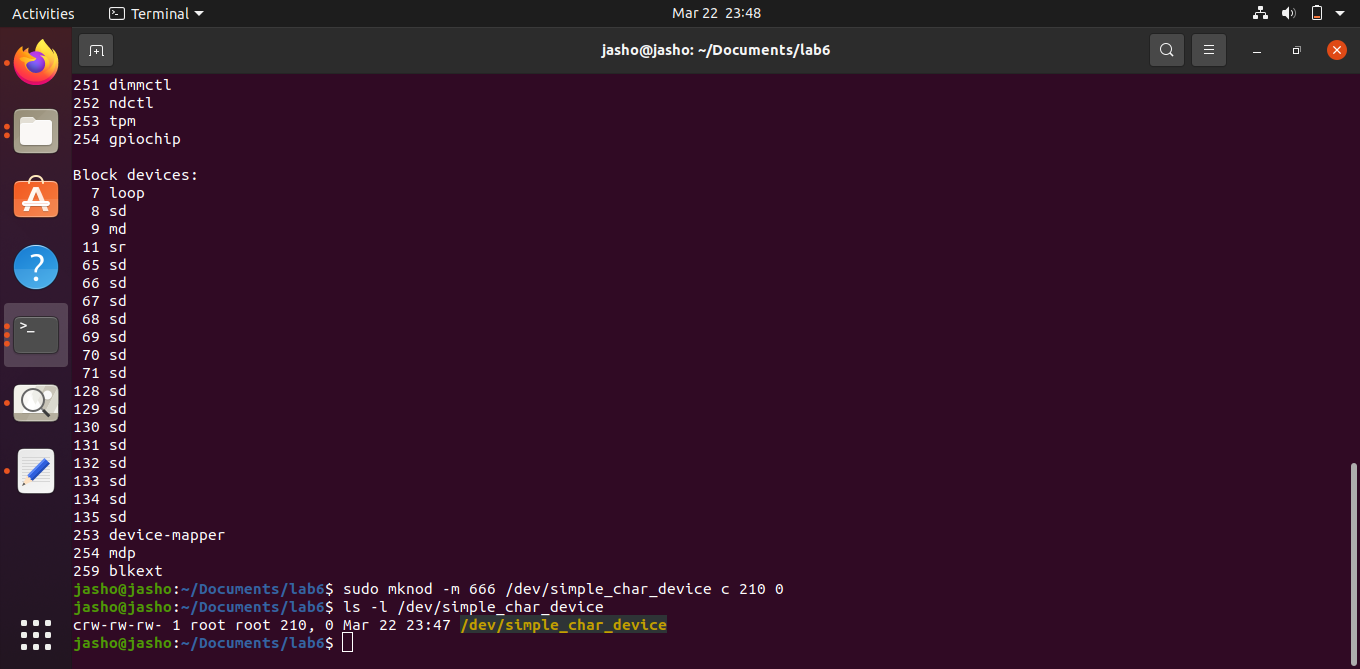 Activities
Terminal
Mar 22 23:48
jasho@jasho: ~/Documents/lab6
251 dimmctl
252 ndctl
253 tpm
254 gpiochip
Block devices:
7 loop
8 sd
9 md
11 sr
65 sd
66 sd
67 sd
68 sd
69 sd
70 sd
71 sd
128 sd
129 sd
130 sd
131 sd
132 sd
133 sd
134 sd
135 sd
253 device-mapper
254 mdp
259 blkext
jasho@jasho:~/Documents/lab6$ sudo mknod -m 666 /dev/simple_char_device c 210 0
jasho@jasho:~/Documents/lab6$ ls -l /dev/simple_char_device
crw-rw-rw- 1 root root 210, 0 Mar 22 23:47 /dev/simple_char_device
jasho@jasho:~/Documents/lab6$